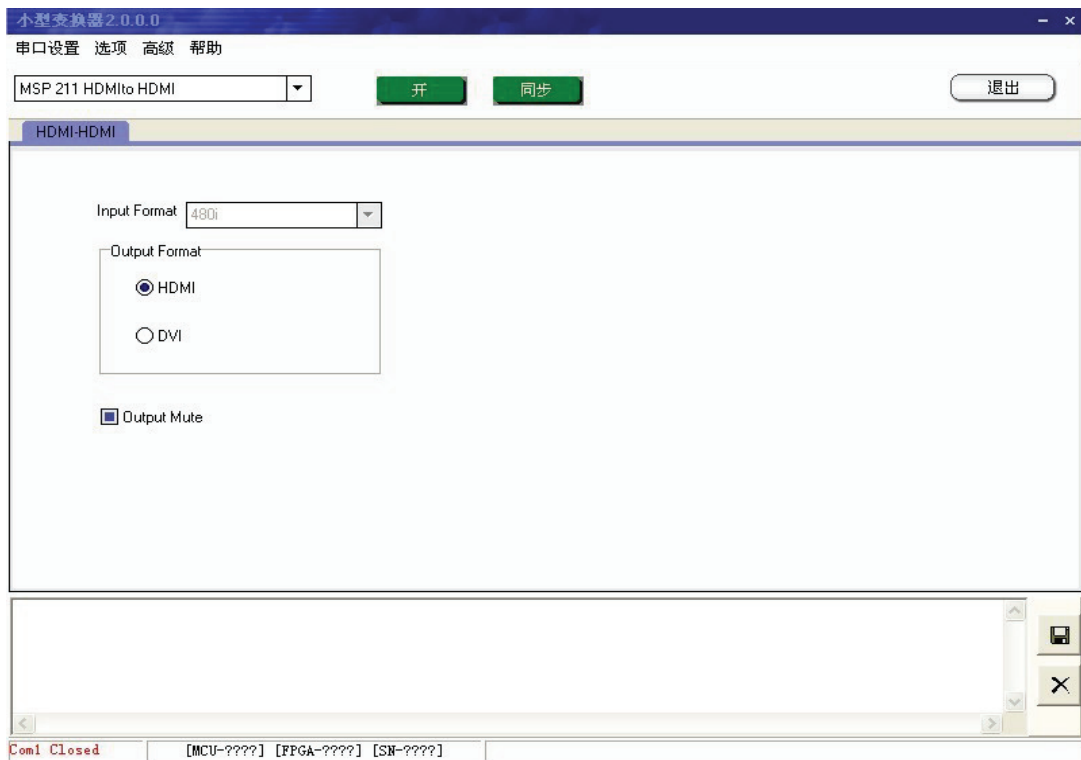 小型变换器2.0.0.0
串口设置 选项 高级 帮助
MSP 211 HDMIto HDMI
开
同步
退出
HDMI-HDMI
Input Format 480i
Output Format
HDMI
DVI
Output Mute
Com1 Closed [MCU-????] [FPGA-????] [SN-????]